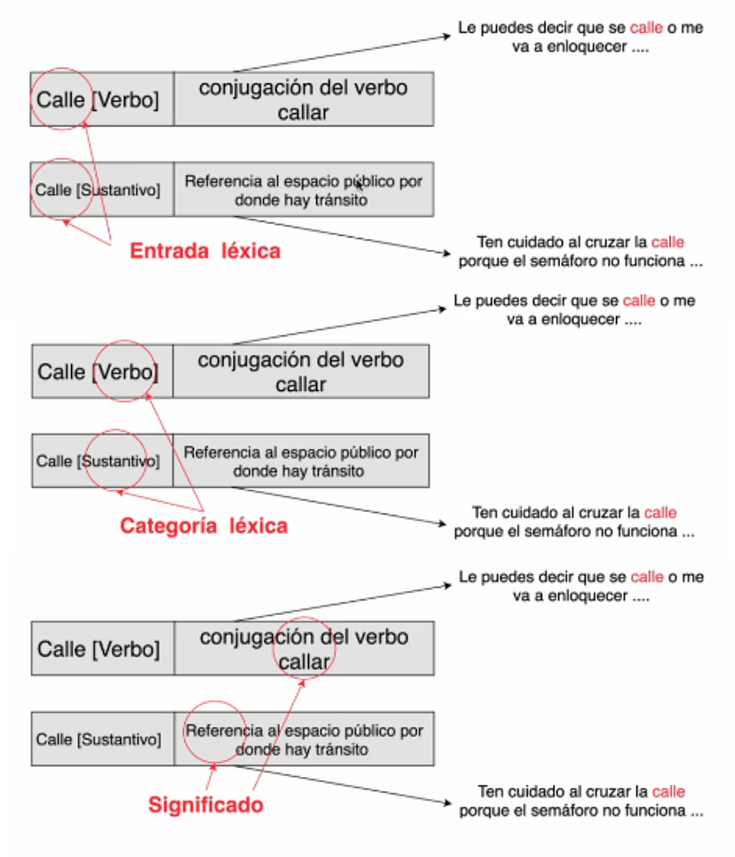 Le puedes decir que se calle o me
va a enloquecer ....
Calle [Verbo]
conjugación del verbo
callar
Calle [Sustantivo]
Referencia al espacio público por
donde hay tránsito
Entrada léxica
Ten cuidado al cruzar la calle
porque el semáforo no funciona ...
Le puedes decir que se calle o me
va a enloquecer ....
Calle [Verbo]
conjugación del verbo
callar
Calle [Sustantivo]
Referencia al espacio público por
donde hay tránsito
Categoría léxica
Ten cuidado al cruzar la calle
porque el semáforo no funciona ...
Le puedes decir que se calle o me
va a enloquecer ....
Calle [Verbo]
conjugación del verbo
callar
Calle [Sustantivo]
Referencia al espacio público por
donde hay tránsito
Significado
Ten cuidado al cruzar la calle
porque el semáforo no funciona ...